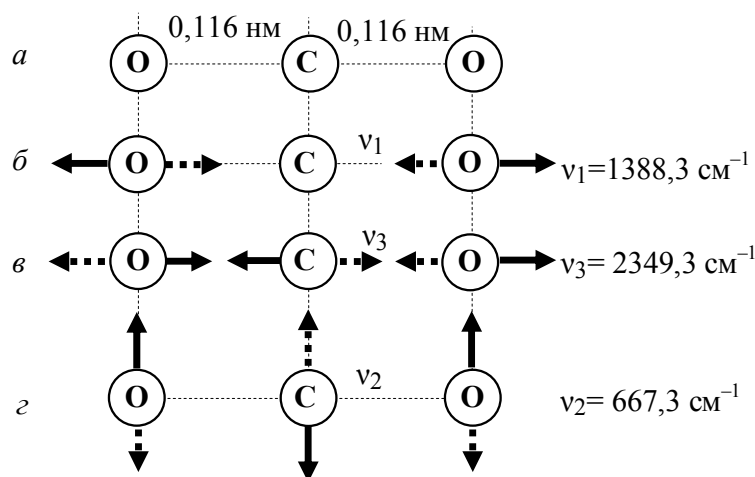 0,116 нм 0,116 нм
а O C O
б O C ν₁ O ν₁=1388,3 см⁻¹
в O C ν₃ O ν₃= 2349,3 см⁻¹
г O C ν₂ O ν₂= 667,3 см⁻¹